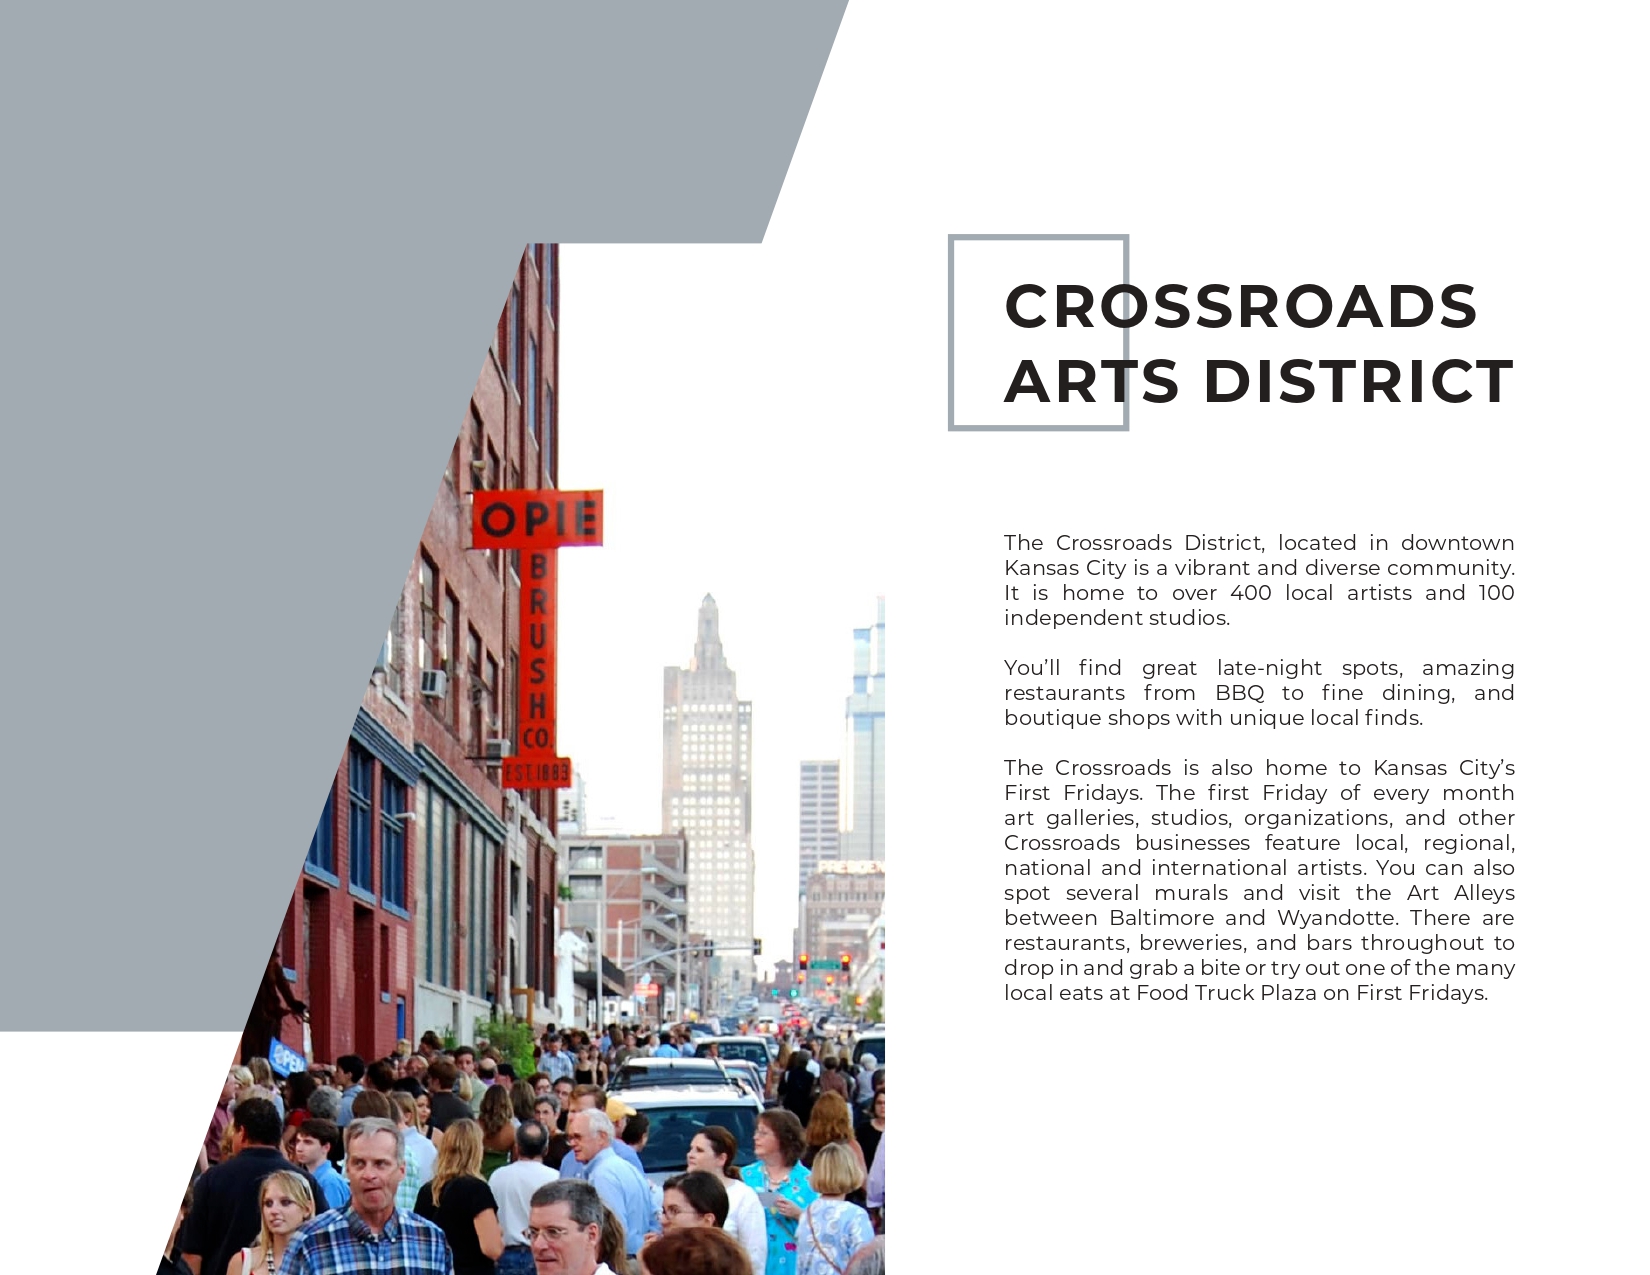 CROSSROADS
ARTS DISTRICT
The Crossroads District, located in downtown
Kansas City is a vibrant and diverse community.
It is home to over 400 local artists and 100
independent studios.
You’ll find great late-night spots, amazing
restaurants from BBQ to fine dining, and
boutique shops with unique local finds.
The Crossroads is also home to Kansas City’s
First Fridays. The first Friday of every month
art galleries, studios, organizations, and other
Crossroads businesses feature local, regional,
national and international artists. You can also
spot several murals and visit the Art Alleys
between Baltimore and Wyandotte. There are
restaurants, breweries, and bars throughout to
drop in and grab a bite or try out one of the many
local eats at Food Truck Plaza on First Fridays.
OPIE
BRUSH
CO.
EST.1883
OPEN